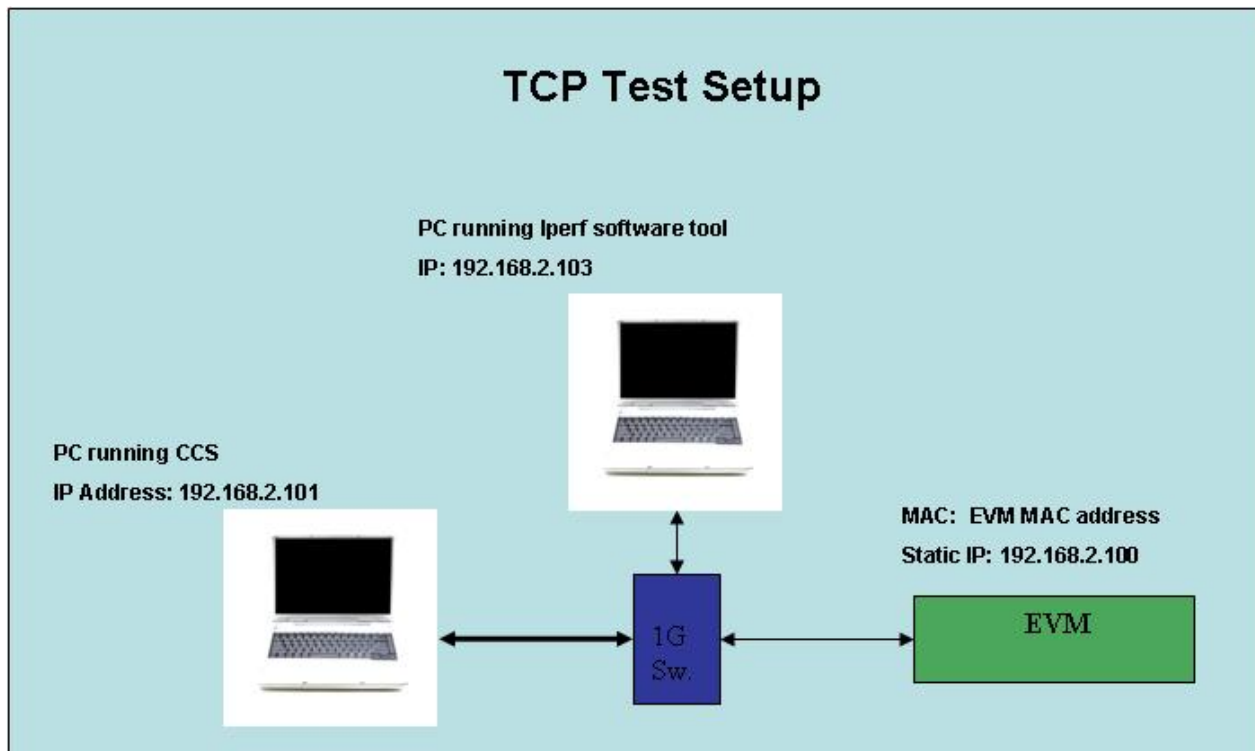 TCP Test Setup
PC running Iperf software tool
IP: 192.168.2.103
PC running CCS
IP Address: 192.168.2.101
MAC: EVM MAC address
Static IP: 192.168.2.100
1G
Sw.
EVM